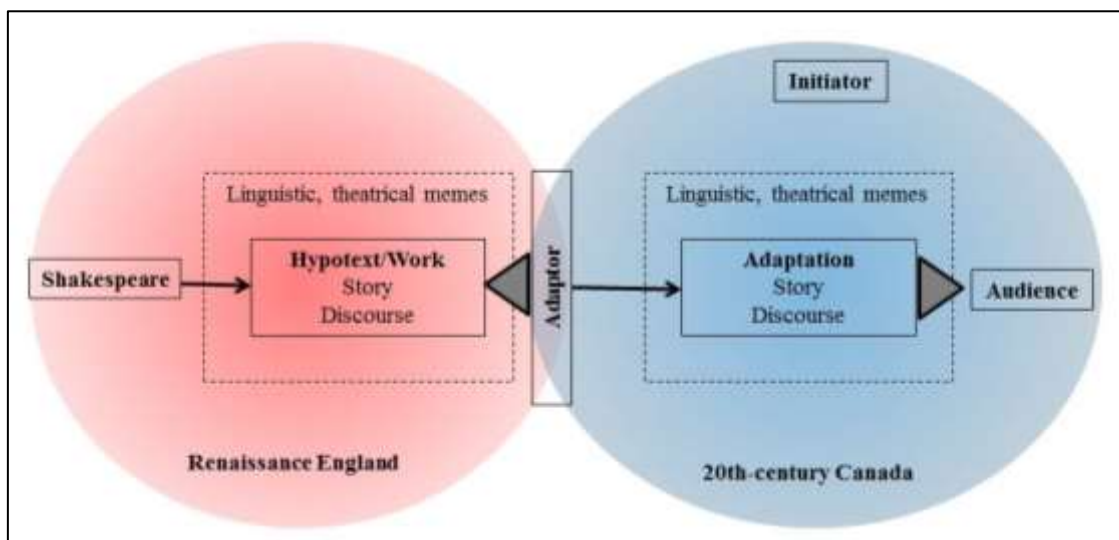 Initiator
Linguistic, theatrical memes
Linguistic, theatrical memes
Shakespeare
Hypotext/Work
Story
Discourse
Adaptor
Adaptation
Story
Discourse
Audience
Renaissance England
20th-century Canada